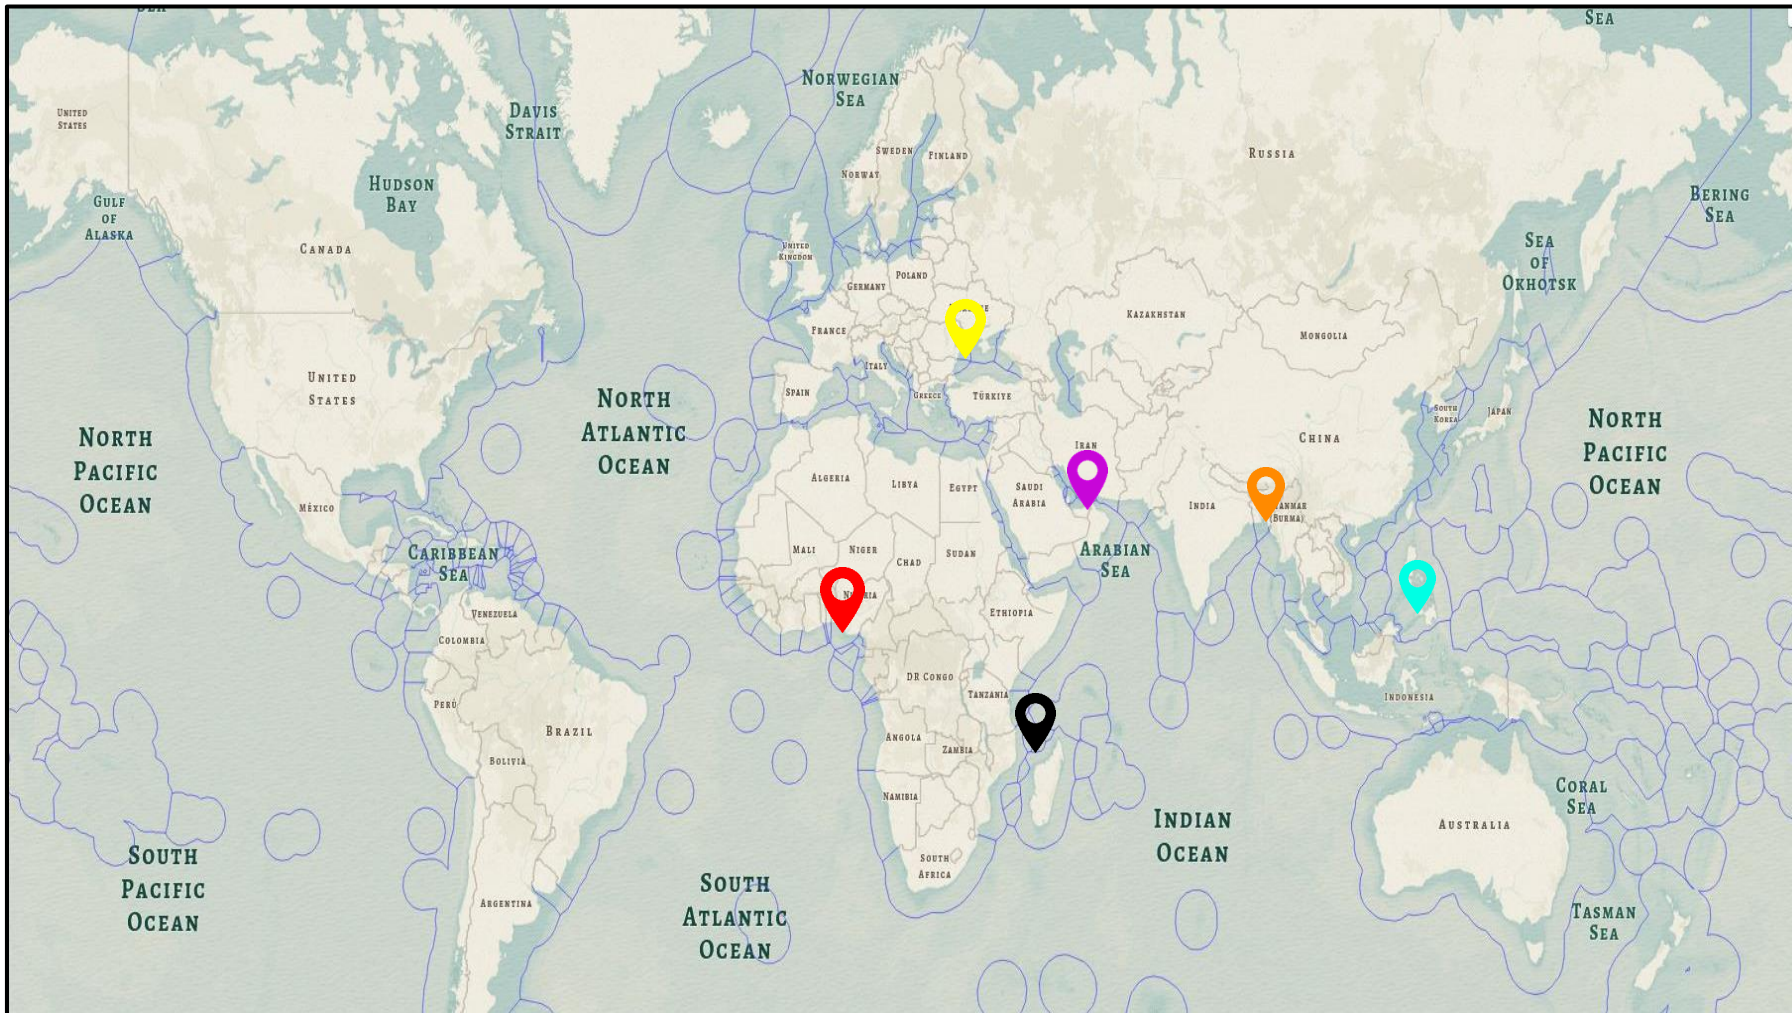 SEA
SEA
NORWEGIAN
SEA
DAVIS
STRAIT
UNITED
STATES
HUDSON
BAY
GULF
OF
ALASKA
CANADA
SWEDEN
FINLAND
NORWAY
RUSSIA
BERING
SEA
SEA
OF
OKHOTSK
UNITED
KINGDOM
POLAND
GERMANY
FRANCE
ITALY
SPAIN
GREECE
TÜRKIYE
KAZAKHSTAN
MONGOLIA
UNITED
STATES
NORTH
ATLANTIC
OCEAN
NORTH
PACIFIC
OCEAN
SOUTH
KOREA
JAPAN
CHINA
NORTH
PACIFIC
OCEAN
IRAN
ALGERIA
LIBYA
EGYPT
SAUDI
ARABIA
INDIA
(BURMA)
MÉXICO
CARIBBEAN
SEA
MALI
NIGER
CHAD
SUDAN
ARABIAN
SEA
ETHIOPIA
VENEZUELA
COLOMBIA
DR CONGO
TANZANIA
INDONESIA
PERÚ
BRAZIL
BOLIVIA
ANGOLA
ZAMBIA
NAMIBIA
CORAL
SEA
AUSTRALIA
INDIAN
OCEAN
SOUTH
PACIFIC
OCEAN
SOUTH
AFRICA
SOUTH
ATLANTIC
OCEAN
ARGENTINA
TASMAN
SEA